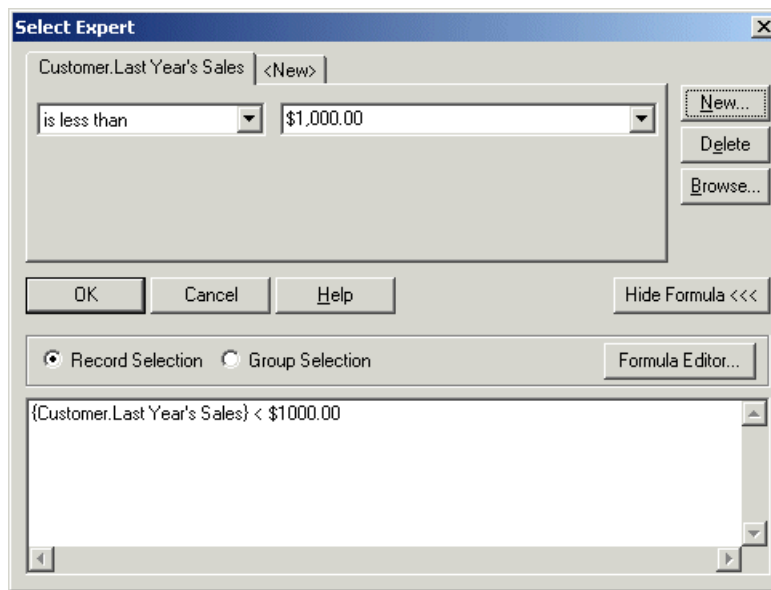 Select Expert
Customer.Last Year's Sales <New>
is less than $1,000.00
New...
Delete
Browse...
OK Cancel Help Hide Formula <<<
Record Selection Group Selection Formula Editor...
{Customer.Last Year's Sales} < $1000.00